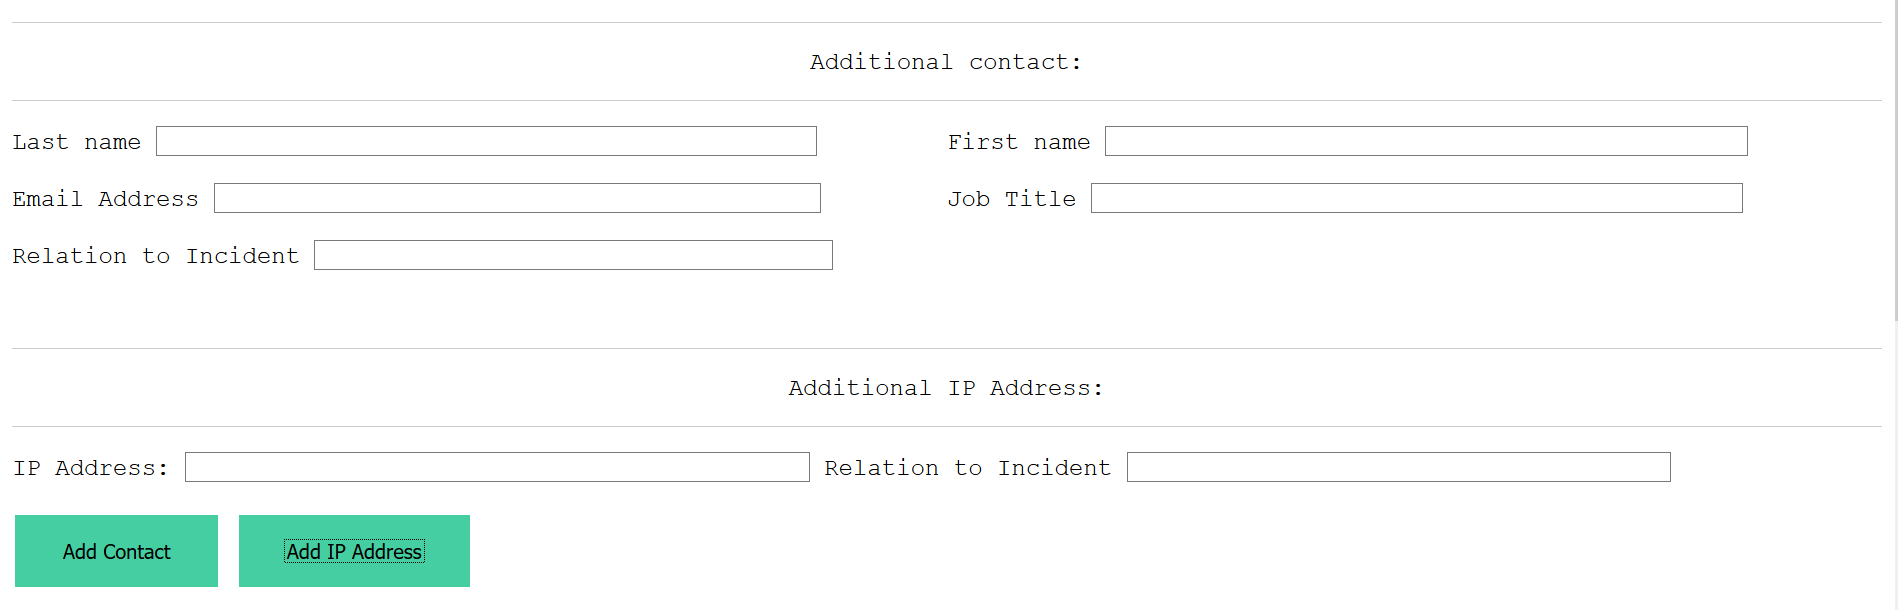 Additional contact:
Last name First name
Email Address Job Title
Relation to Incident
Additional IP Address:
IP Address: Relation to Incident
Add Contact Add IP Address